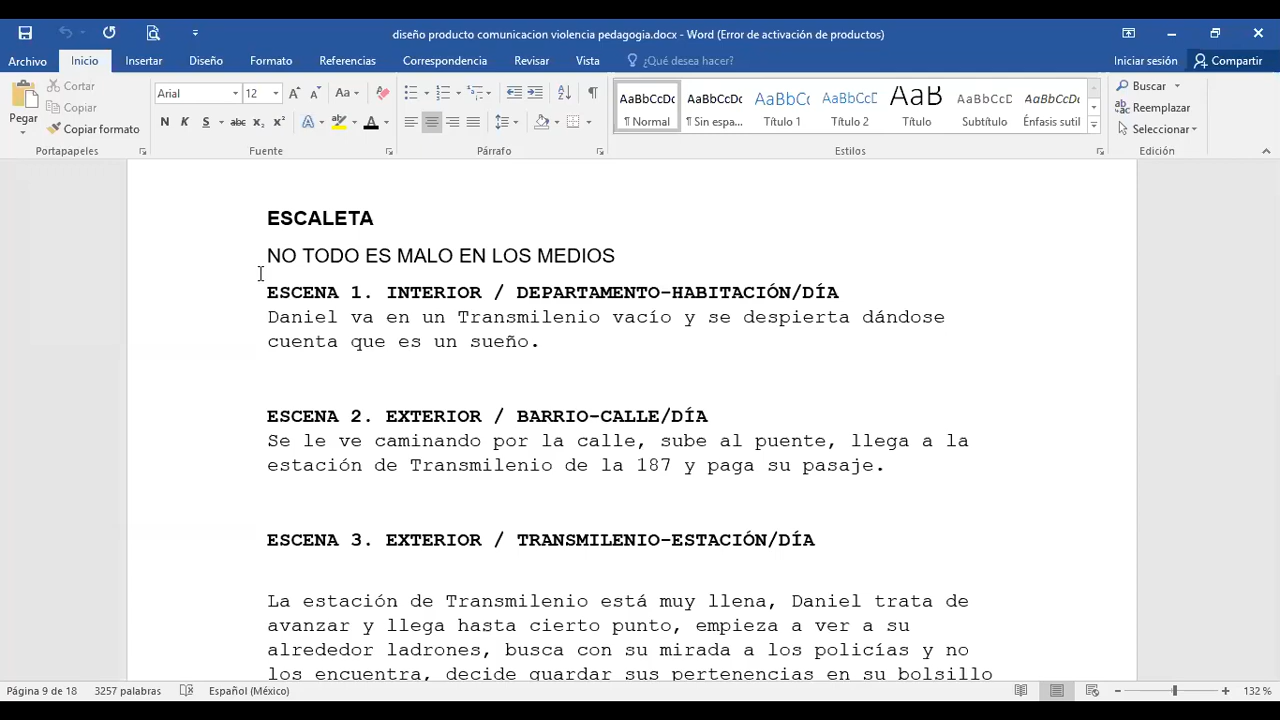 diseño producto comunicacion violencia pedagogia.docx - Word (Error de activación de productos)
Archivo Inicio Insertar Diseño Formato Referencias Correspondencia Revisar Vista ¿Qué desea hacer? Iniciar sesión Compartir
Pegar
Cortar
Copiar
Copiar formato
Portapapeles
Arial 12
Aa
N K S abc x₂ x² A A
Fuente
Párrafo
AaBbCcDc AaBbCcDc AaBbCc AaBbCcC AaB AaBbCcC AaBbCcDc
¶ Normal ¶ Sin espa... Título 1 Título 2 Título Subtítulo Énfasis sutil
Estilos
Buscar
Reemplazar
Seleccionar
Edición
ESCALETA
NO TODO ES MALO EN LOS MEDIOS
ESCENA 1. INTERIOR / DEPARTAMENTO-HABITACIÓN/DÍA
Daniel va en un Transmilenio vacío y se despierta dándose
cuenta que es un sueño.
ESCENA 2. EXTERIOR / BARRIO-CALLE/DÍA
Se le ve caminando por la calle, sube al puente, llega a la
estación de Transmilenio de la 187 y paga su pasaje.
ESCENA 3. EXTERIOR / TRANSMILENIO-ESTACIÓN/DÍA
La estación de Transmilenio está muy llena, Daniel trata de
avanzar y llega hasta cierto punto, empieza a ver a su
alrededor ladrones, busca con su mirada a los policías y no
los encuentra, decide guardar sus pertenencias en su bolsillo
Página 9 de 18 3257 palabras Español (México) 132 %